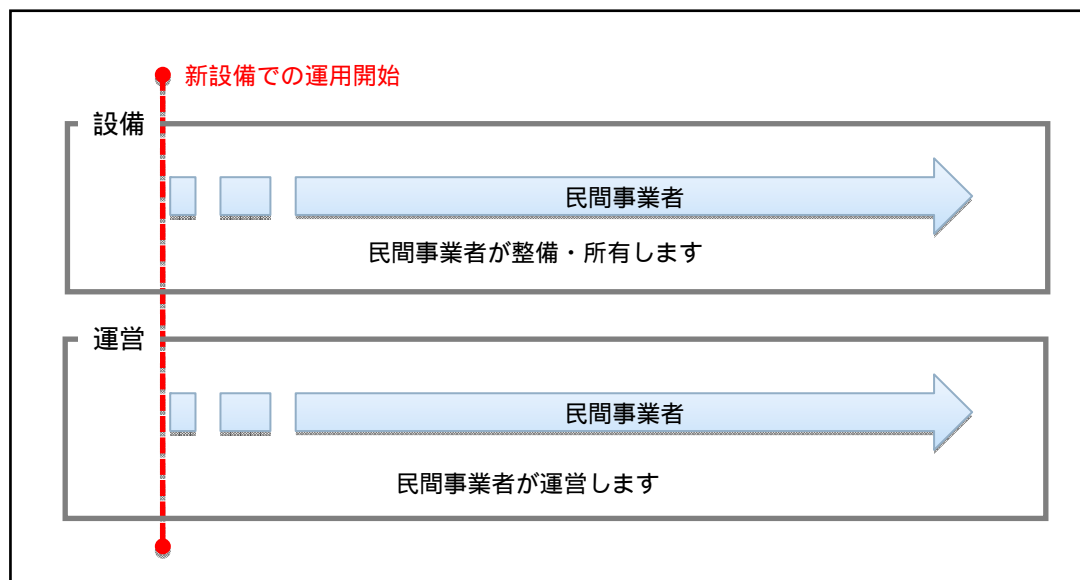 新設備での運用開始
設備
民間事業者
民間事業者が整備・所有します
運営
民間事業者
民間事業者が運営します